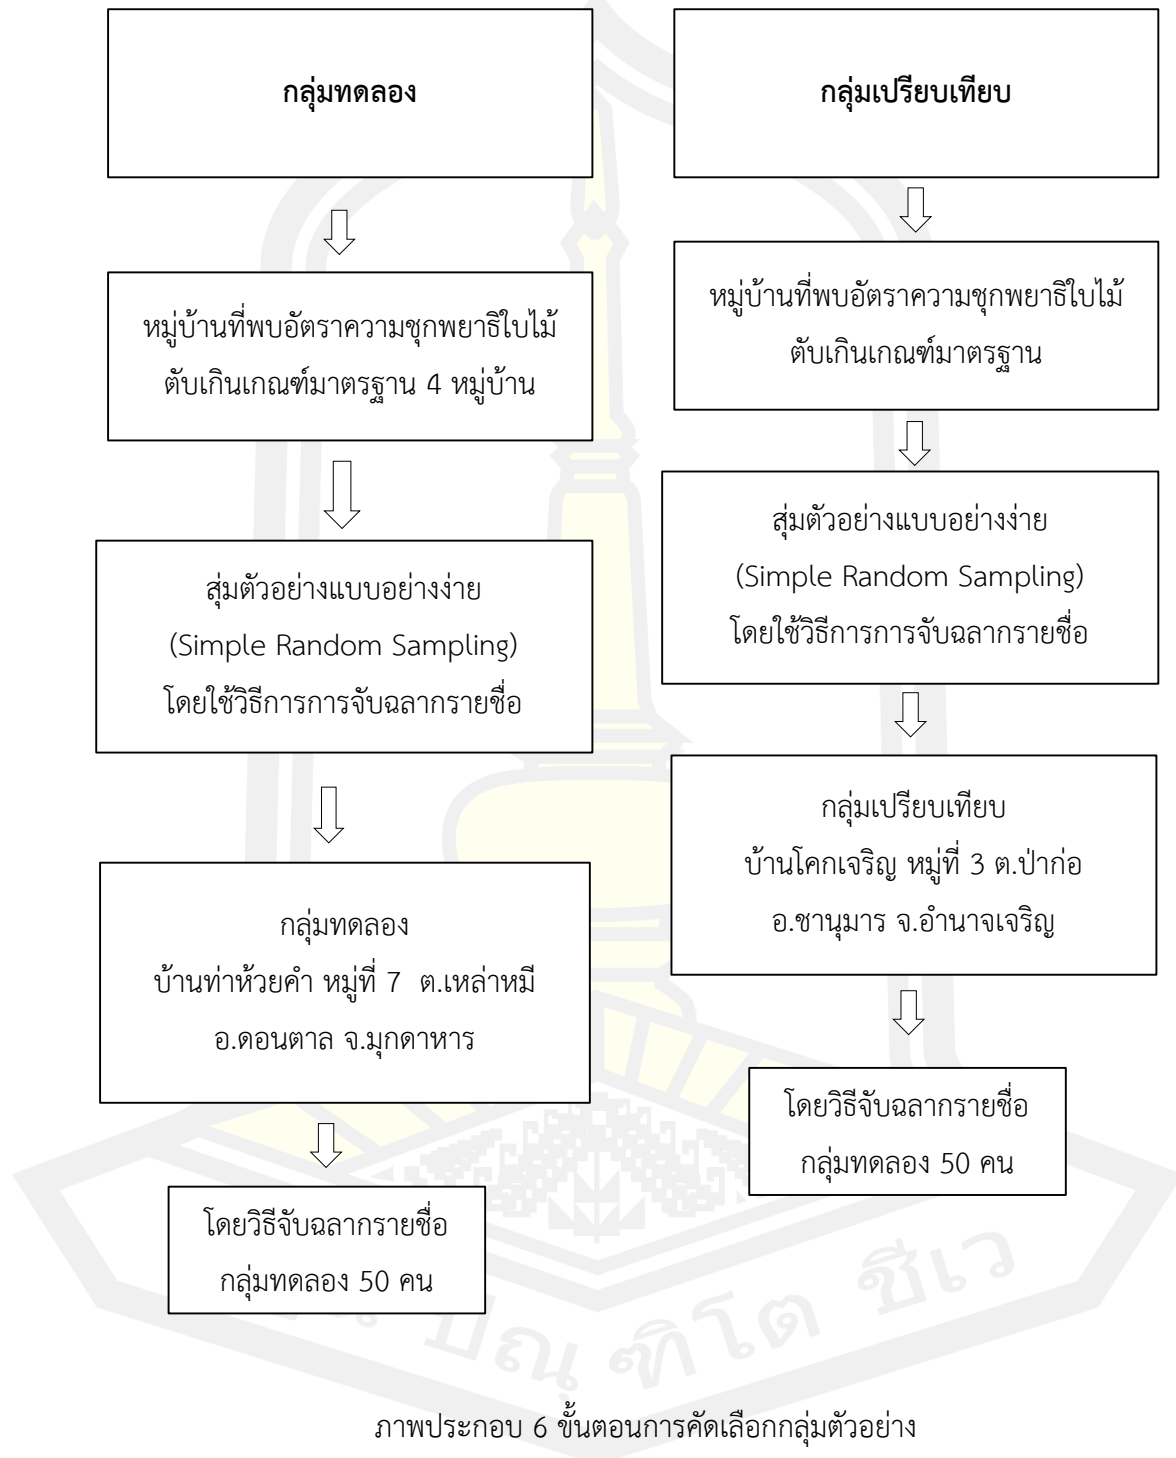 กลุ่มทดลอง
หมู่บ้านที่พบอัตราความชุกพยาธิใบไม้
ตับเกินเกณฑ์มาตรฐาน 4 หมู่บ้าน
สุ่มตัวอย่างแบบอย่างง่าย
(Simple Random Sampling)
โดยใช้วิธีการการจับฉลากรายชื่อ
กลุ่มทดลอง
บ้านท่าห้วยคำ หมู่ที่ 7 ต.เหล่าหมี
อ.ดอนตาล จ.มุกดาหาร
โดยวิธีจับฉลากรายชื่อ
กลุ่มทดลอง 50 คน
กลุ่มเปรียบเทียบ
หมู่บ้านที่พบอัตราความชุกพยาธิใบไม้
ตับเกินเกณฑ์มาตรฐาน
สุ่มตัวอย่างแบบอย่างง่าย
(Simple Random Sampling)
โดยใช้วิธีการการจับฉลากรายชื่อ
กลุ่มเปรียบเทียบ
บ้านโคกเจริญ หมู่ที่ 3 ต.ป่าก่อ
อ.ชานุมาร จ.อำนาจเจริญ
โดยวิธีจับฉลากรายชื่อ
กลุ่มทดลอง 50 คน
ปณฺฑิโต ชีเว
ภาพประกอบ 6 ขั้นตอนการคัดเลือกกลุ่มตัวอย่าง